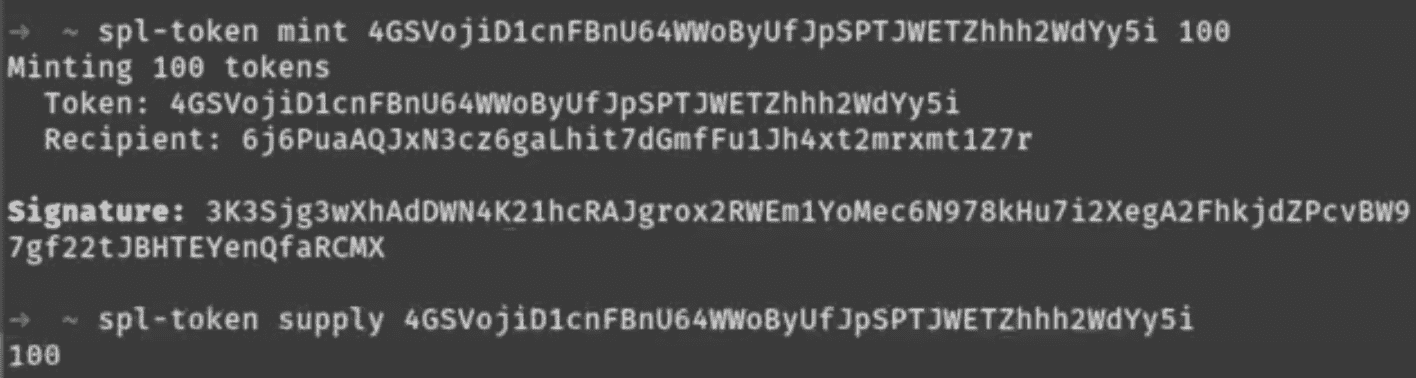 → ~ spl-token mint 4GSVojiD1cnFBnU64WWoByUfJpSPTJWETZhhh2WdYy5i 100
Minting 100 tokens
Token: 4GSVojiD1cnFBnU64WWoByUfJpSPTJWETZhhh2WdYy5i
Recipient: 6j6PuaAQJxN3cz6gaLhit7dGmfFu1Jh4xt2mrxmt1Z7r
Signature: 3K3Sjg3wXhAdDWN4K21hcRAJgrox2RWEm1YoMec6N978kHu7i2XegA2FhkjdZPcvBW9
7gf22tJBHTEYenQfaRCMX
→ ~ spl-token supply 4GSVojiD1cnFBnU64WWoByUfJpSPTJWETZhhh2WdYy5i
100